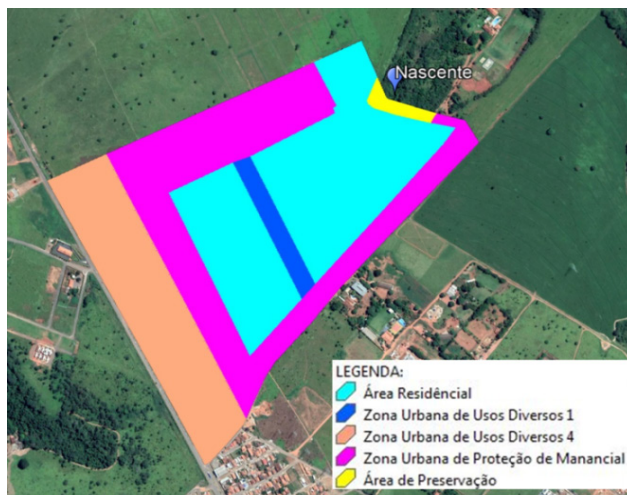 Nascente
LEGENDA:
Área Residêncial
Zona Urbana de Usos Diversos 1
Zona Urbana de Usos Diversos 4
Zona Urbana de Proteção de Manancial
Área de Preservação